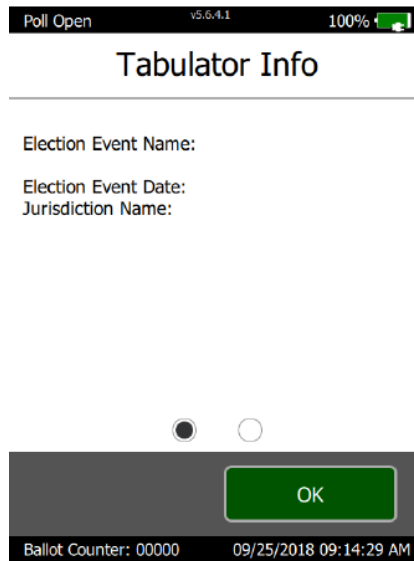 Poll Open v5.6.4.1 100%
Tabulator Info
Election Event Name:
Election Event Date:
Jurisdiction Name:
OK
Ballot Counter: 00000 09/25/2018 09:14:29 AM